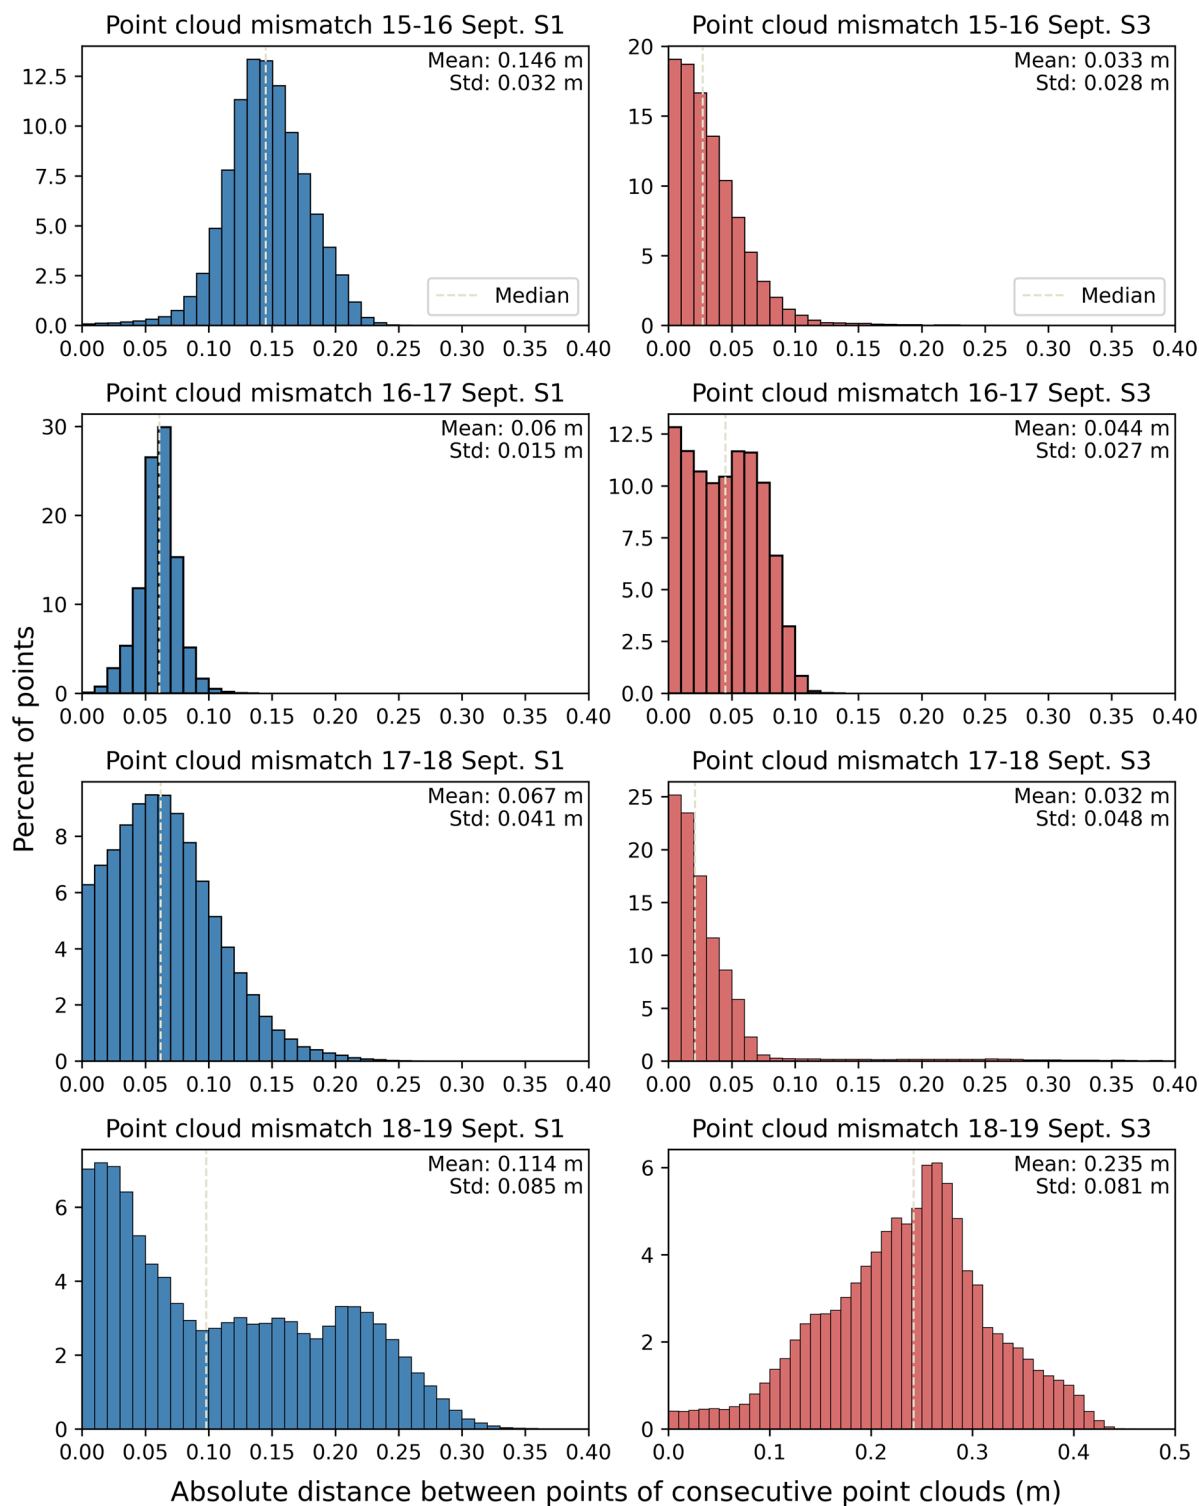 Point cloud mismatch 15-16 Sept. S1
Mean: 0.146 m
Std: 0.032 m
12.5
10.0
7.5
5.0
2.5
0.0
Median
0.00 0.05 0.10 0.15 0.20 0.25 0.30 0.35 0.40
Point cloud mismatch 15-16 Sept. S3
Mean: 0.033 m
Std: 0.028 m
20
15
10
5
0
Median
0.00 0.05 0.10 0.15 0.20 0.25 0.30 0.35 0.40
Point cloud mismatch 16-17 Sept. S1
Mean: 0.06 m
Std: 0.015 m
30
20
10
0
0.00 0.05 0.10 0.15 0.20 0.25 0.30 0.35 0.40
Point cloud mismatch 16-17 Sept. S3
Mean: 0.044 m
Std: 0.027 m
12.5
10.0
7.5
5.0
2.5
0.0
0.00 0.05 0.10 0.15 0.20 0.25 0.30 0.35 0.40
Percent of points
Point cloud mismatch 17-18 Sept. S1
Mean: 0.067 m
Std: 0.041 m
8
6
4
2
0
0.00 0.05 0.10 0.15 0.20 0.25 0.30 0.35 0.40
Point cloud mismatch 17-18 Sept. S3
Mean: 0.032 m
Std: 0.048 m
25
20
15
10
5
0
0.00 0.05 0.10 0.15 0.20 0.25 0.30 0.35 0.40
Point cloud mismatch 18-19 Sept. S1
Mean: 0.114 m
Std: 0.085 m
6
4
2
0
0.00 0.05 0.10 0.15 0.20 0.25 0.30 0.35 0.40
Point cloud mismatch 18-19 Sept. S3
Mean: 0.235 m
Std: 0.081 m
6
4
2
0
0.0 0.1 0.2 0.3 0.4 0.5
Absolute distance between points of consecutive point clouds (m)